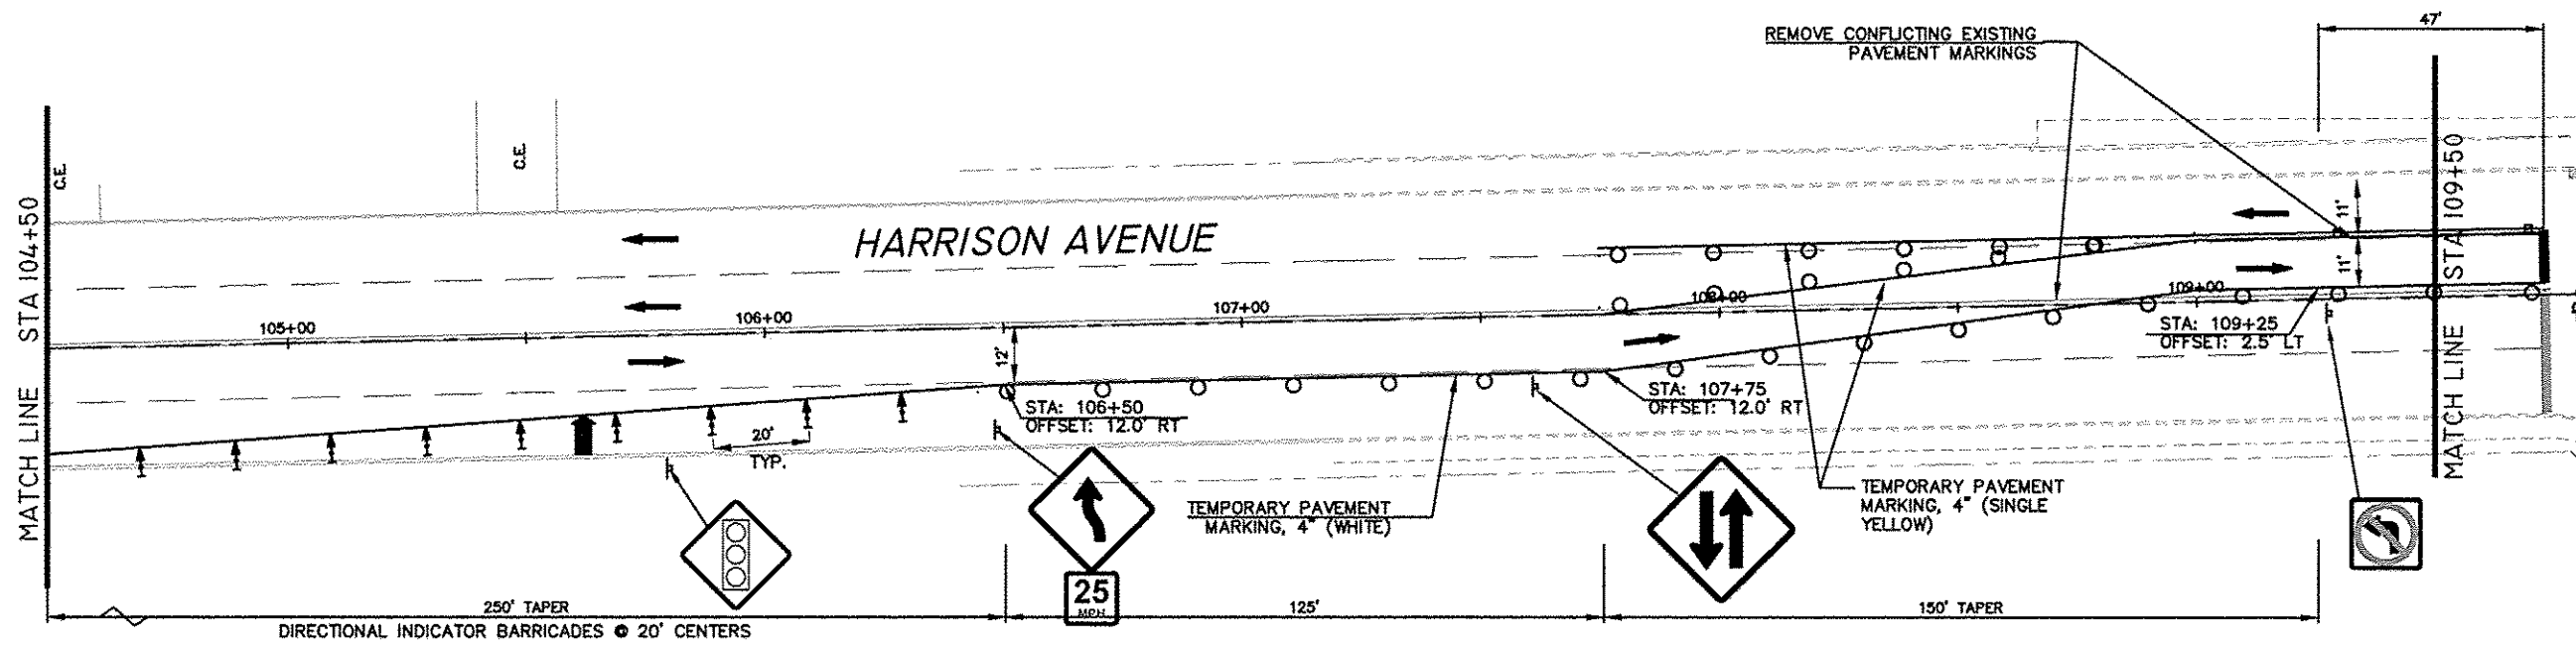 47'
REMOVE CONFLICTING EXISTING
PAVEMENT MARKINGS
MATCH LINE STA 104+50
C.E.
C.E.
HARRISON AVENUE
11'
11'
MATCH LINE STA 109+50
105+00
106+00
107+00
108+00
109+00
12'
STA: 109+25
OFFSET: 2.5' LT
STA: 106+50
OFFSET: 12.0' RT
STA: 107+75
OFFSET: 12.0' RT
20'
TYP.
TEMPORARY PAVEMENT
MARKING, 4" (WHITE)
TEMPORARY PAVEMENT
MARKING, 4" (SINGLE
YELLOW)
25
MPH
250' TAPER
125'
150' TAPER
DIRECTIONAL INDICATOR BARRICADES @ 20' CENTERS